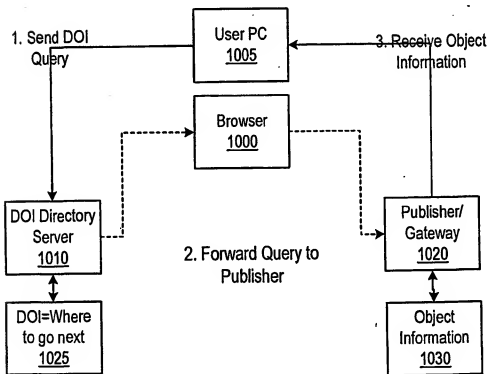 1. Send DOI
Query
User PC
1005
3. Receive Object
Information
Browser
1000
DOI Directory
Server
1010
2. Forward Query to
Publisher
Publisher/
Gateway
1020
DOI=Where
to go next
1025
Object
Information
1030